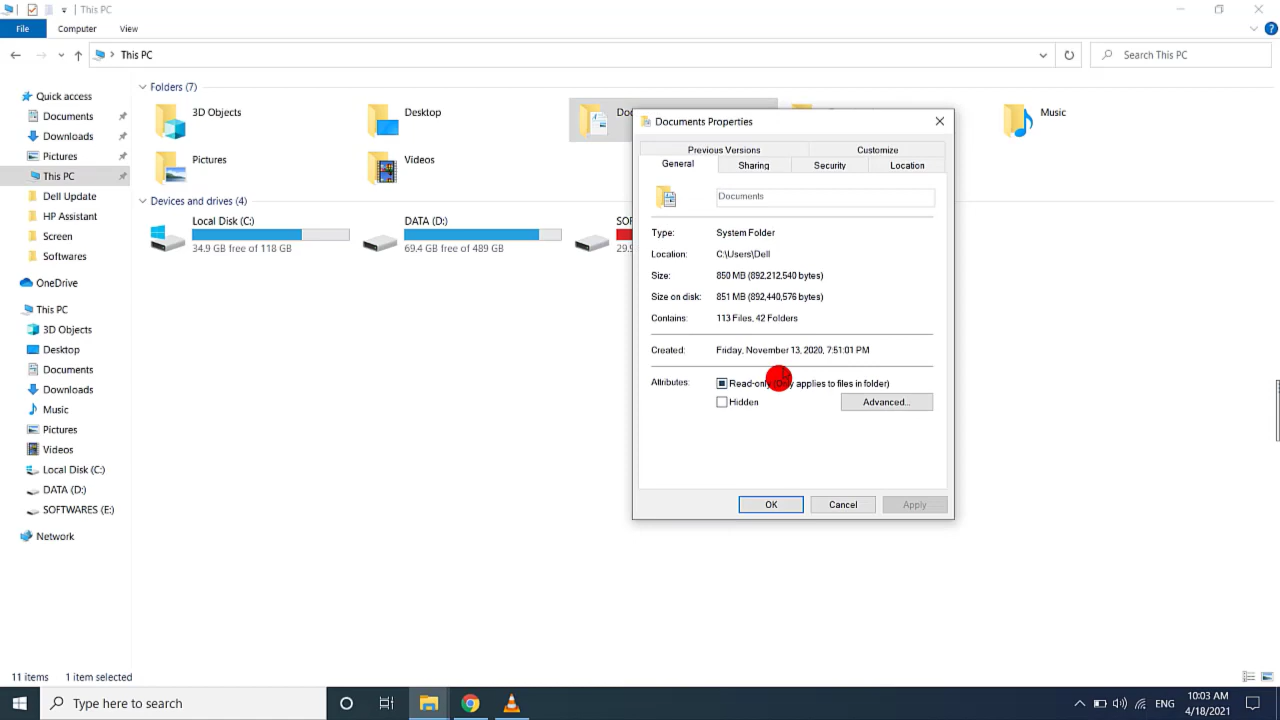 This PC
File Computer View
This PC
Search This PC
Quick access
Documents
Downloads
Pictures
This PC
Dell Update
HP Assistant
Screen
Softwares
OneDrive
This PC
3D Objects
Desktop
Documents
Downloads
Music
Pictures
Videos
Local Disk (C:)
DATA (D:)
SOFTWARES (E:)
Network
Folders (7)
3D Objects
Desktop
Music
Pictures
Videos
Devices and drives (4)
Local Disk (C:)
34.9 GB free of 118 GB
DATA (D:)
69.4 GB free of 489 GB
Documents Properties
Previous Versions Customize
General Sharing Security Location
Documents
Type: System Folder
Location: C:\Users\Dell
Size: 850 MB (892,212,540 bytes)
Size on disk: 851 MB (892,440,576 bytes)
Contains: 113 Files, 42 Folders
Created: Friday, November 13, 2020, 7:51:01 PM
Attributes: Read-only (Only applies to files in folder)
Hidden Advanced...
OK Cancel Apply
11 items 1 item selected
Type here to search
ENG
10:03 AM
4/18/2021